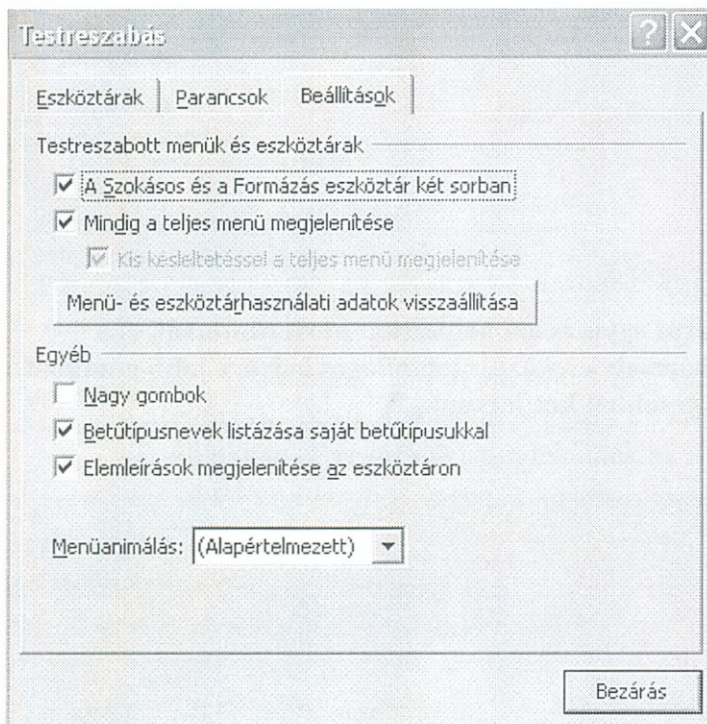 Testreszabás
Eszköztárak Parancsok Beállítások
Testreszabott menük és eszköztárak
A Szokásos és a Formázás eszköztár két sorban
Mindig a teljes menü megjelenítése
Kis késleltetéssel a teljes menü megjelenítése
Menü- és eszköztárhasználati adatok visszaállítása
Egyéb
Nagy gombok
Betűtípusnevek listázása saját betűtípusukkal
Elemleírások megjelenítése az eszköztáron
Menüanimálás: (Alapértelmezett)
Bezárás